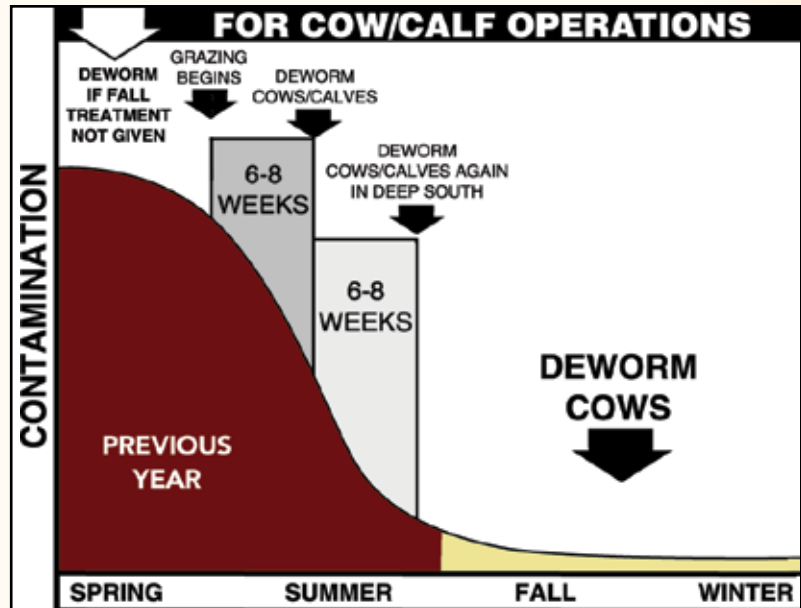 FOR COW/CALF OPERATIONS
DEWORM
IF FALL
TREATMENT
NOT GIVEN
GRAZING
BEGINS
DEWORM
COWS/CALVES
DEWORM
COWS/CALVES AGAIN
IN DEEP SOUTH
6-8
WEEKS
6-8
WEEKS
DEWORM
COWS
CONTAMINATION
PREVIOUS
YEAR
SPRING SUMMER FALL WINTER